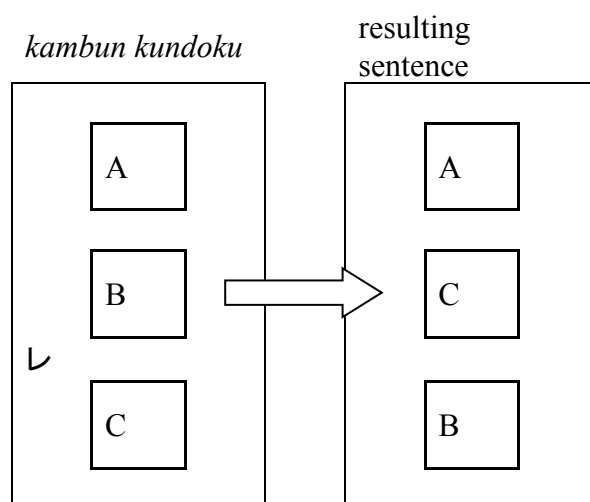 kambun kundoku
A
B
レ
C
resulting
sentence
A
C
B